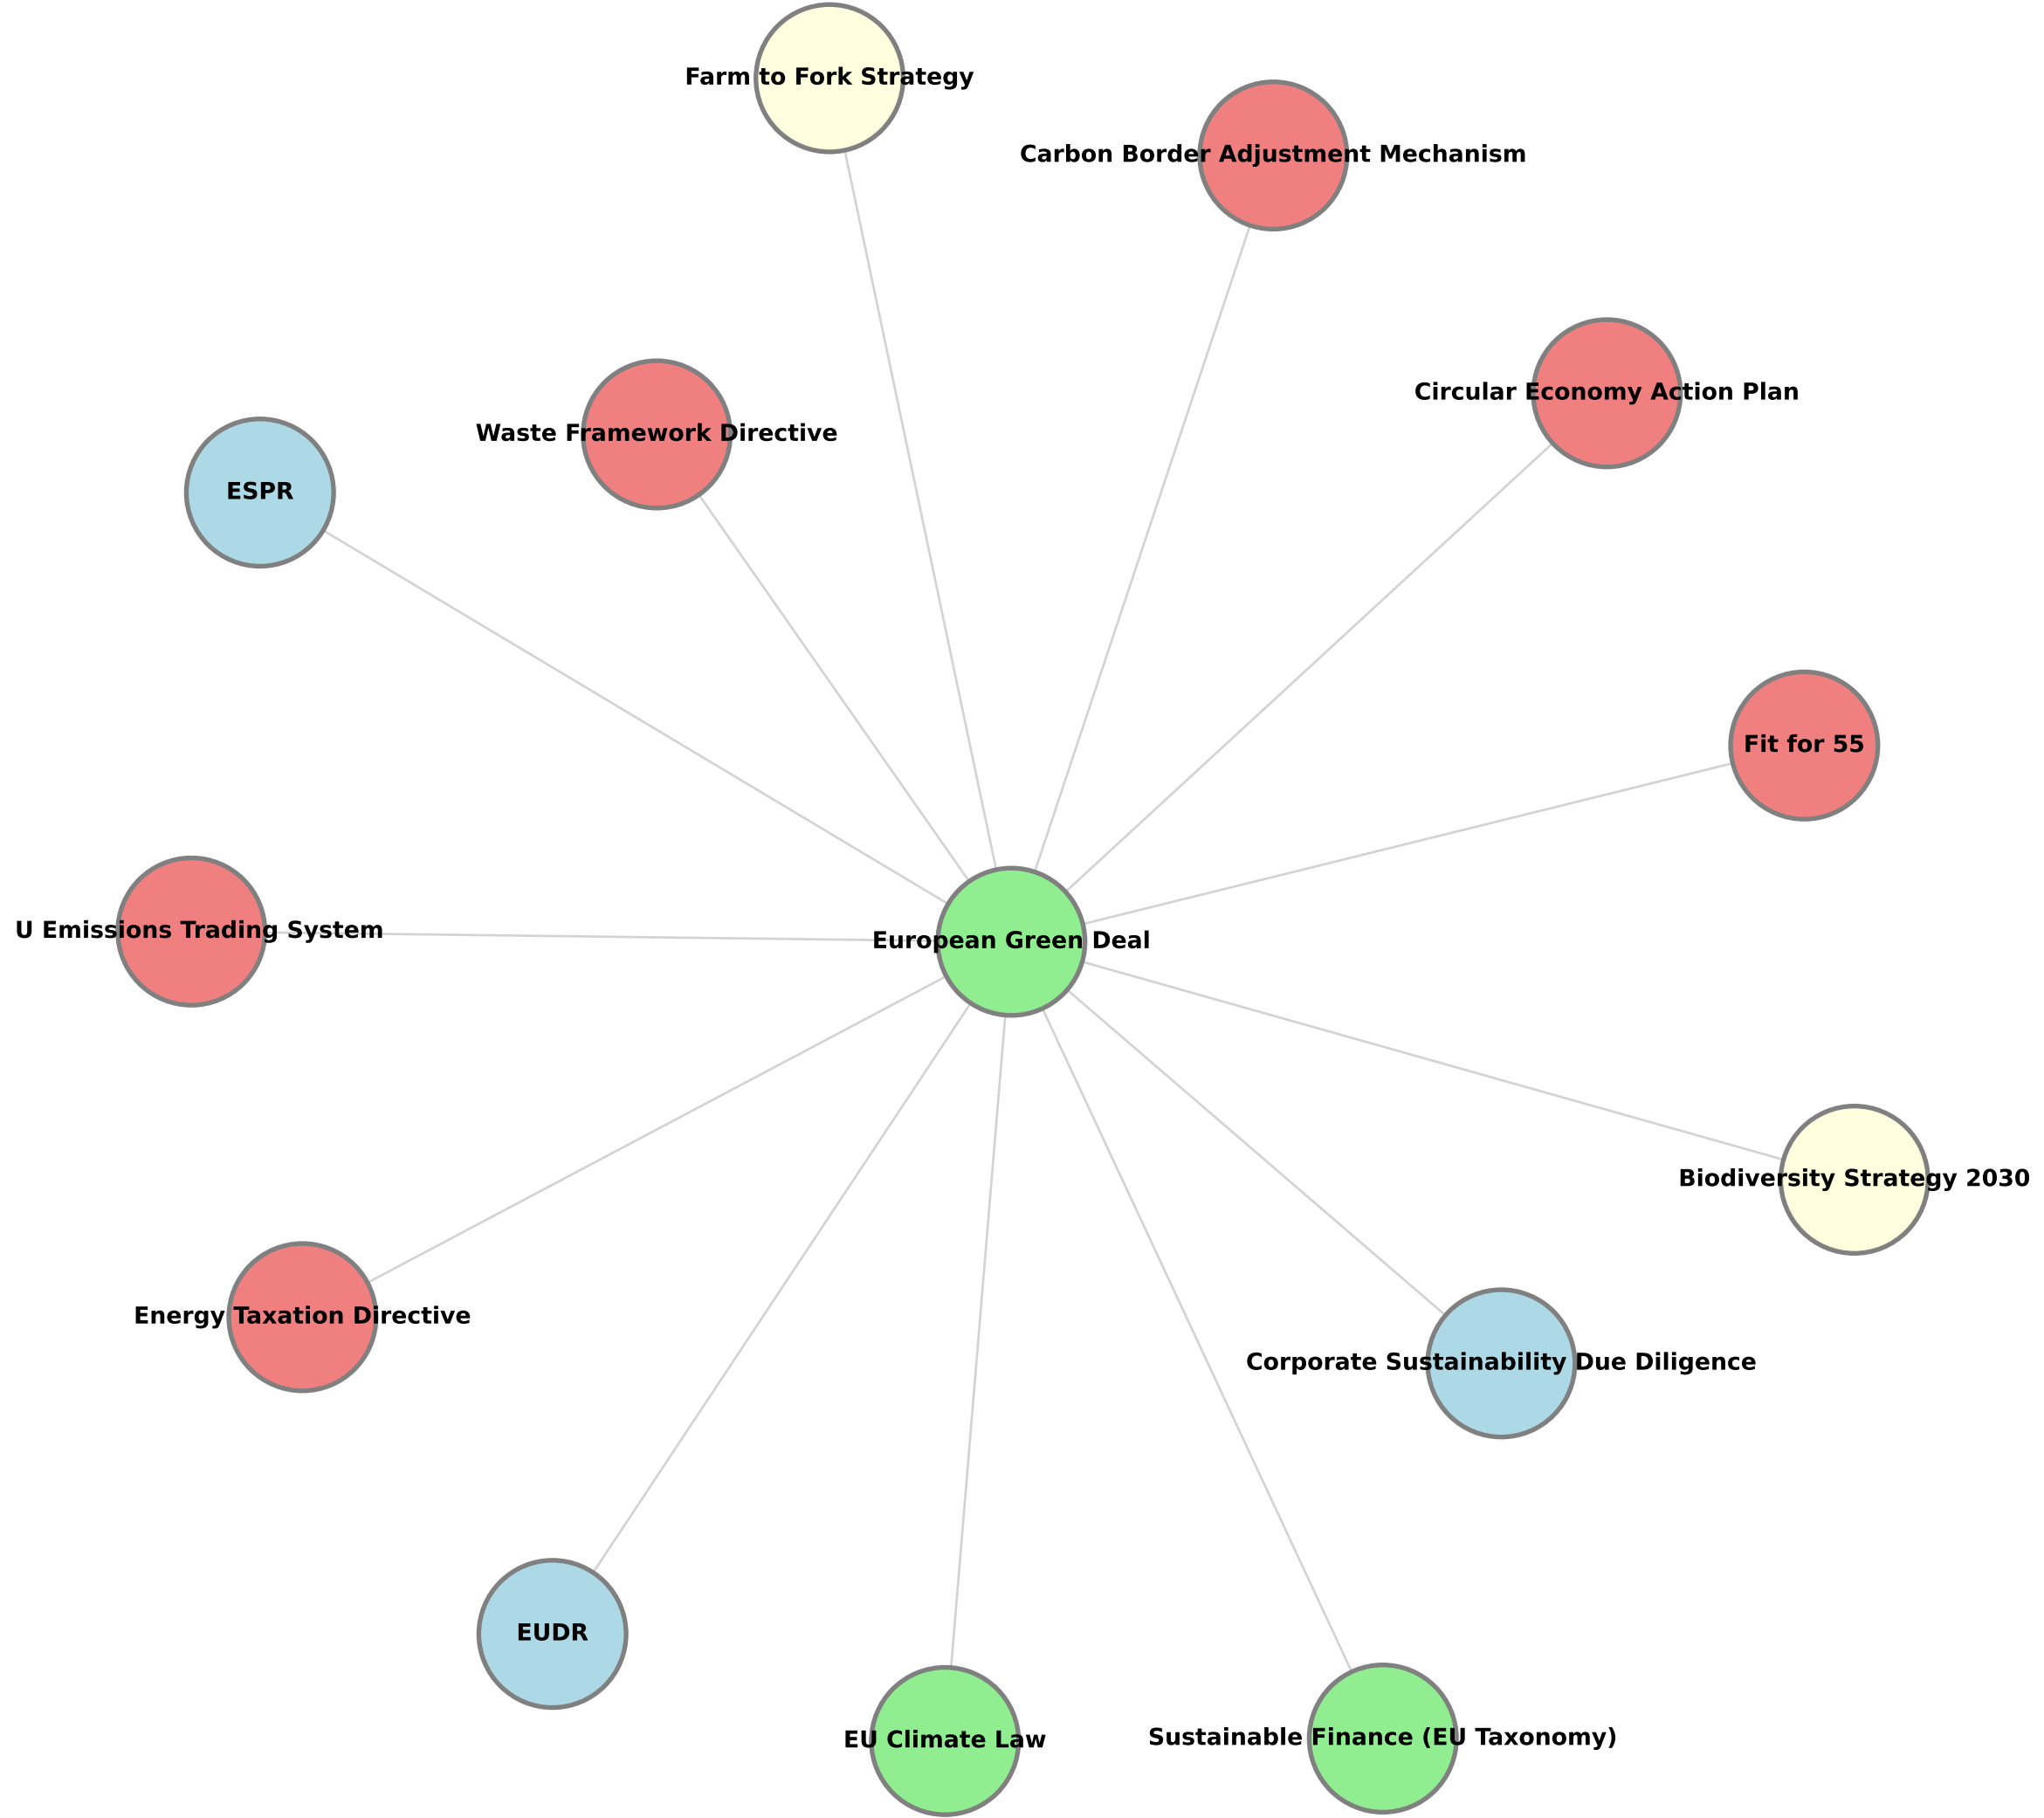 Farm to Fork Strategy
Carbon Border Adjustment Mechanism
Circular Economy Action Plan
Waste Framework Directive
ESPR
Fit for 55
U Emissions Trading System
European Green Deal
Biodiversity Strategy 2030
Energy Taxation Directive
Corporate Sustainability Due Diligence
EUDR
EU Climate Law
Sustainable Finance (EU Taxonomy)